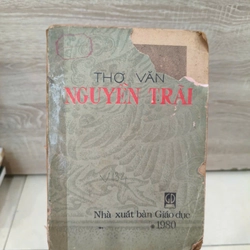 THƠ VĂN
NGUYỄN TRÃI
Nhà xuất bản Giáo dục
1980